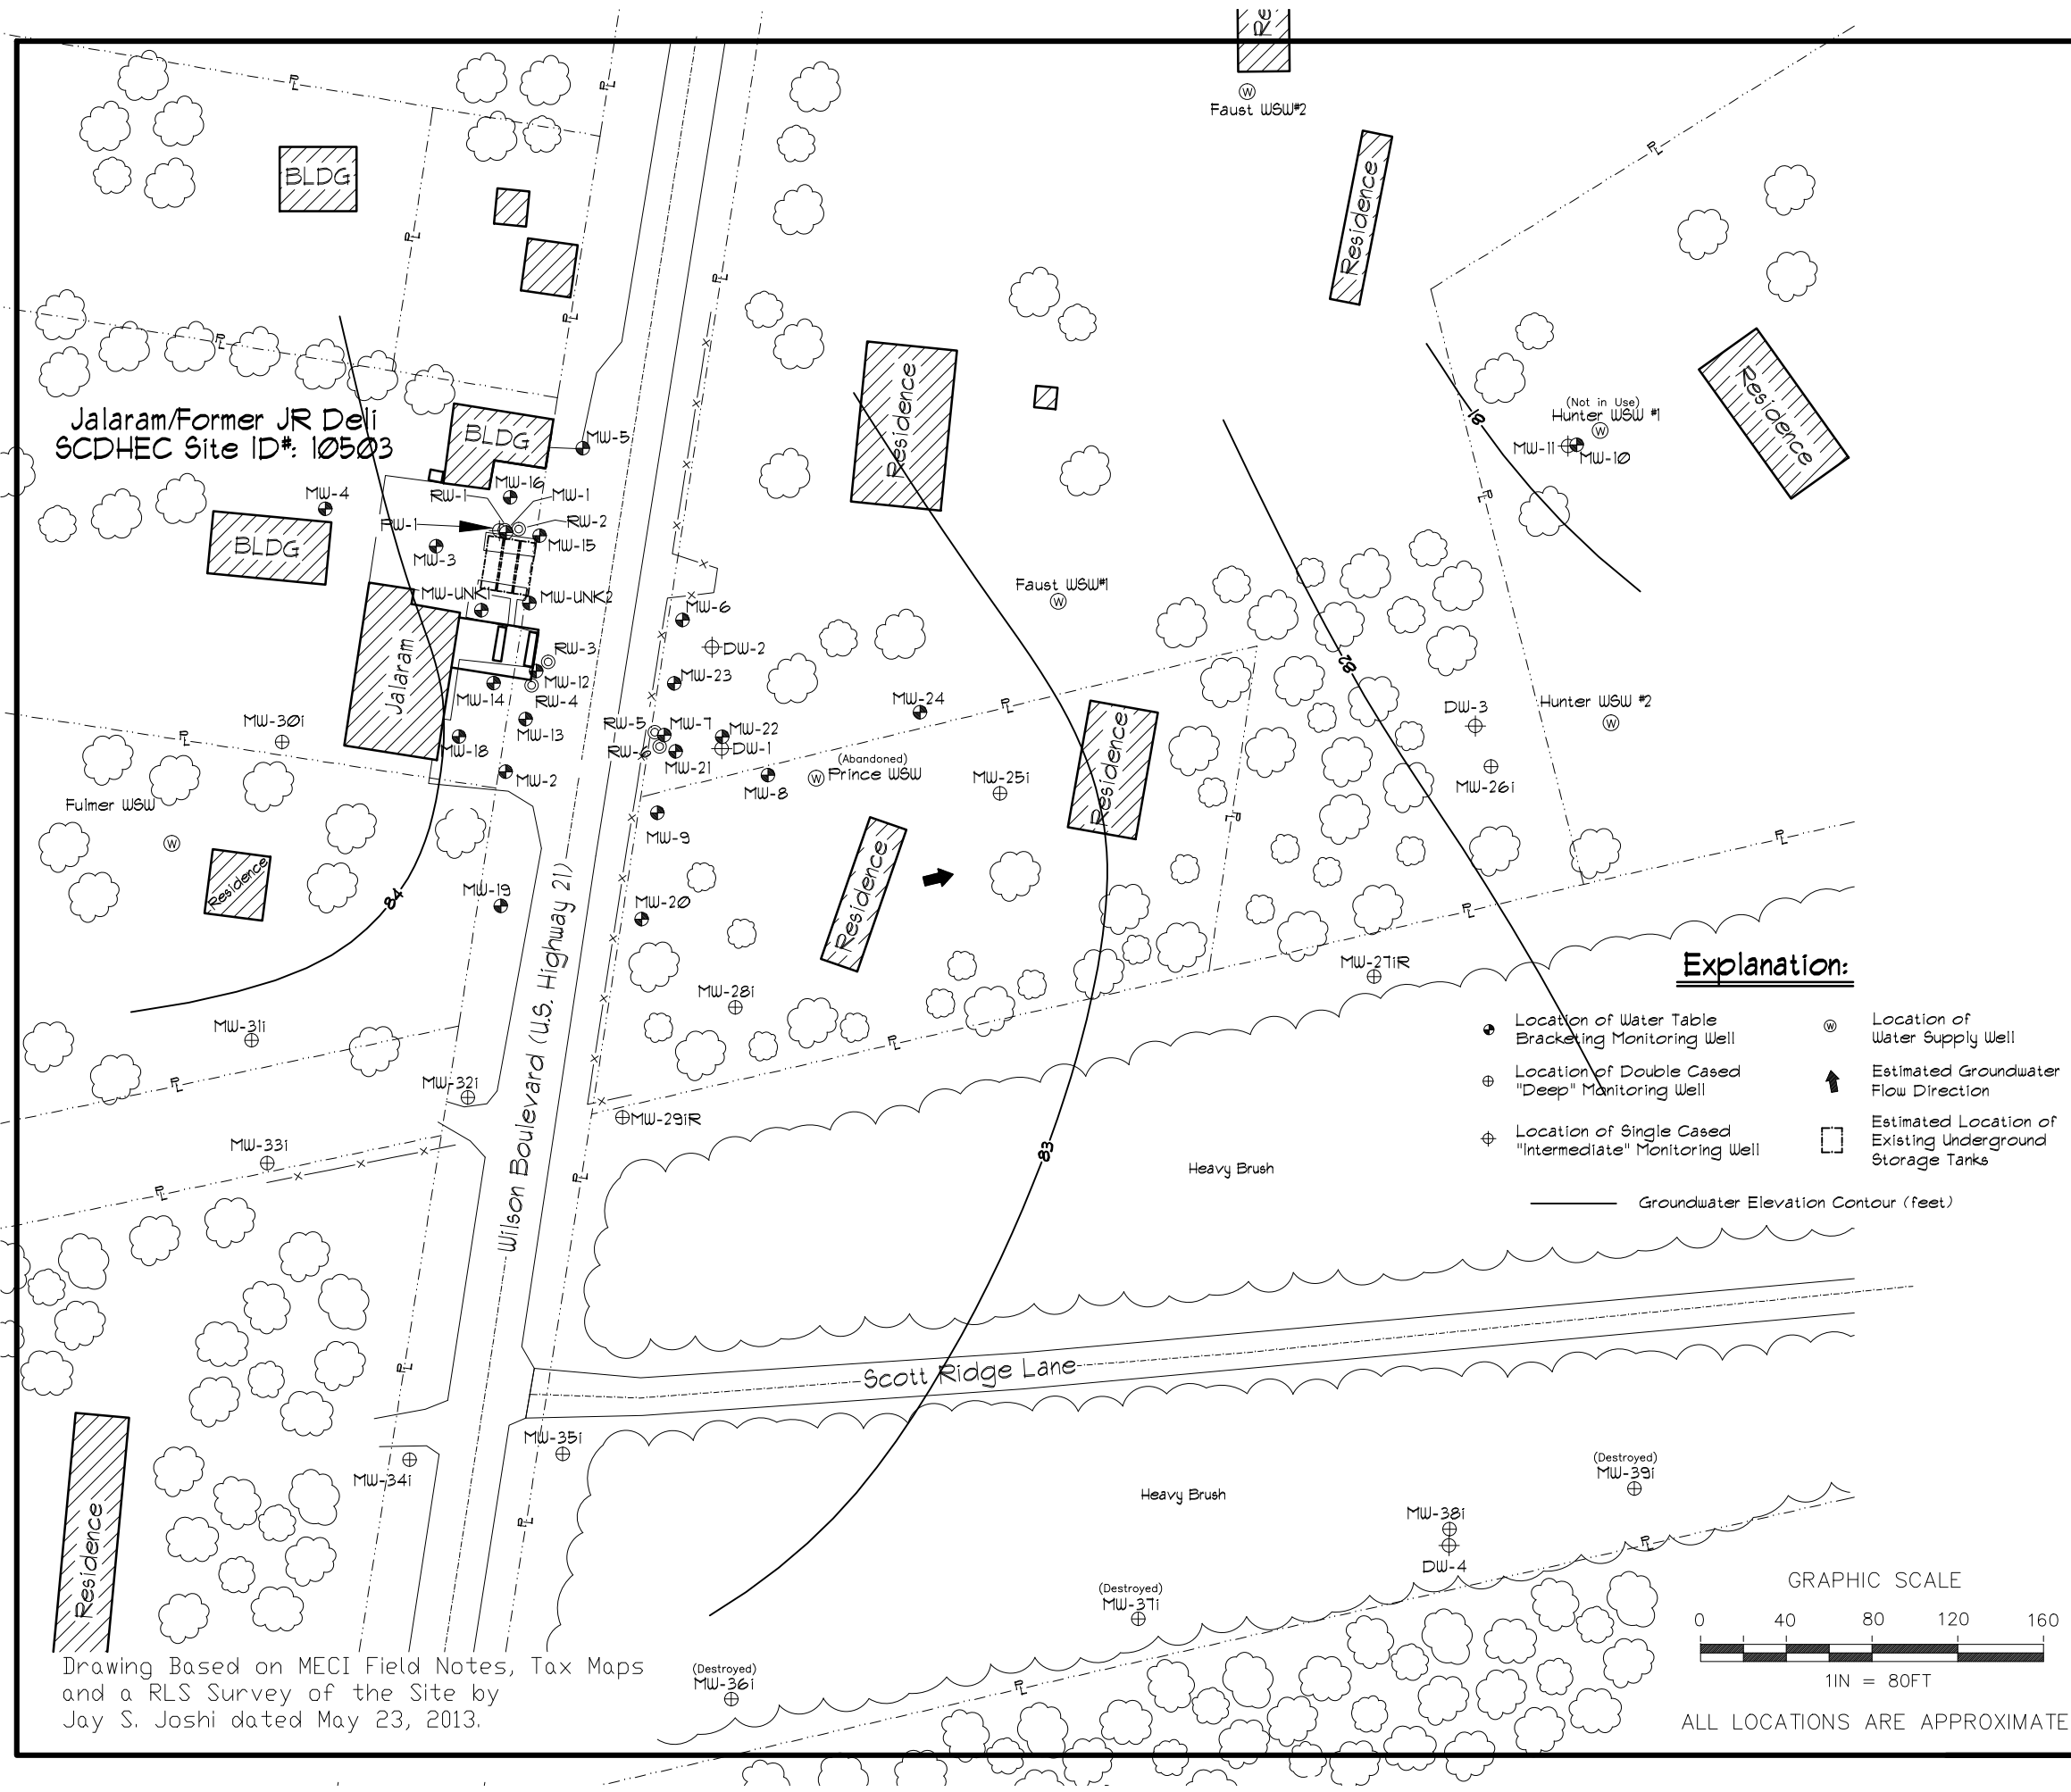 Re
Faust WSW#2
BLDG
Residence
Residence
Residence
Jalaram/Former JR Deli
SCDHEC Site ID#: 10503
BLDG
MW-5
(Not in Use)
Hunter WSW #1
MW-11
MW-10
81
MW-4
MW-16
RW-1
MW-1
PW-1
RW-2
MW-15
MW-3
BLDG
MW-UNK1
MW-UNK2
MW-6
Faust WSW#1
DW-2
RW-3
MW-12
MW-23
Jalaram
MW-14
RW-4
82
MW-24
Hunter WSW #2
DW-3
MW-30i
MW-13
RW-5
MW-7
MW-22
MW-18
RW-6
DW-1
MW-21
MW-2
(Abandoned)
Prince WSW
MW-8
MW-25i
Residence
MW-26i
Fulmer WSW
MW-9
Residence
Residence
84
MW-19
MW-20
MW-28i
MW-27iR
MW-31i
MW-32i
MW-29iR
MW-33i
83
Wilson Boulevard (U.S. Highway 21)
Heavy Brush
Explanation:
Location of Water Table
Bracketing Monitoring Well
Location of Double Cased
"Deep" Monitoring Well
Location of Single Cased
"Intermediate" Monitoring Well
Location of
Water Supply Well
Estimated Groundwater
Flow Direction
Estimated Location of
Existing Underground
Storage Tanks
Groundwater Elevation Contour (feet)
Scott Ridge Lane
MW-35i
MW-34i
Residence
Heavy Brush
(Destroyed)
MW-39i
MW-38i
DW-4
(Destroyed)
MW-37i
(Destroyed)
MW-36i
Drawing Based on MECI Field Notes, Tax Maps
and a RLS Survey of the Site by
Jay S. Joshi dated May 23, 2013.
GRAPHIC SCALE
0 40 80 120 160
1IN = 80FT
ALL LOCATIONS ARE APPROXIMATE